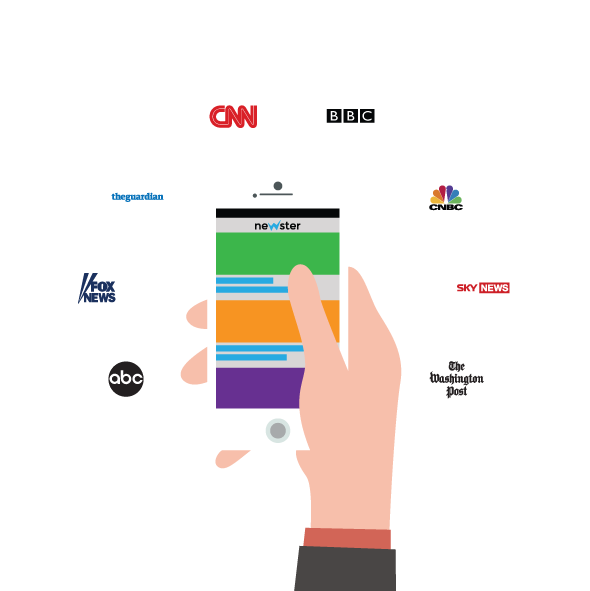 CNN
BBC
theguardian
CNBC
newster
FOX
NEWS
SKY NEWS
abc
The
Washington
Post